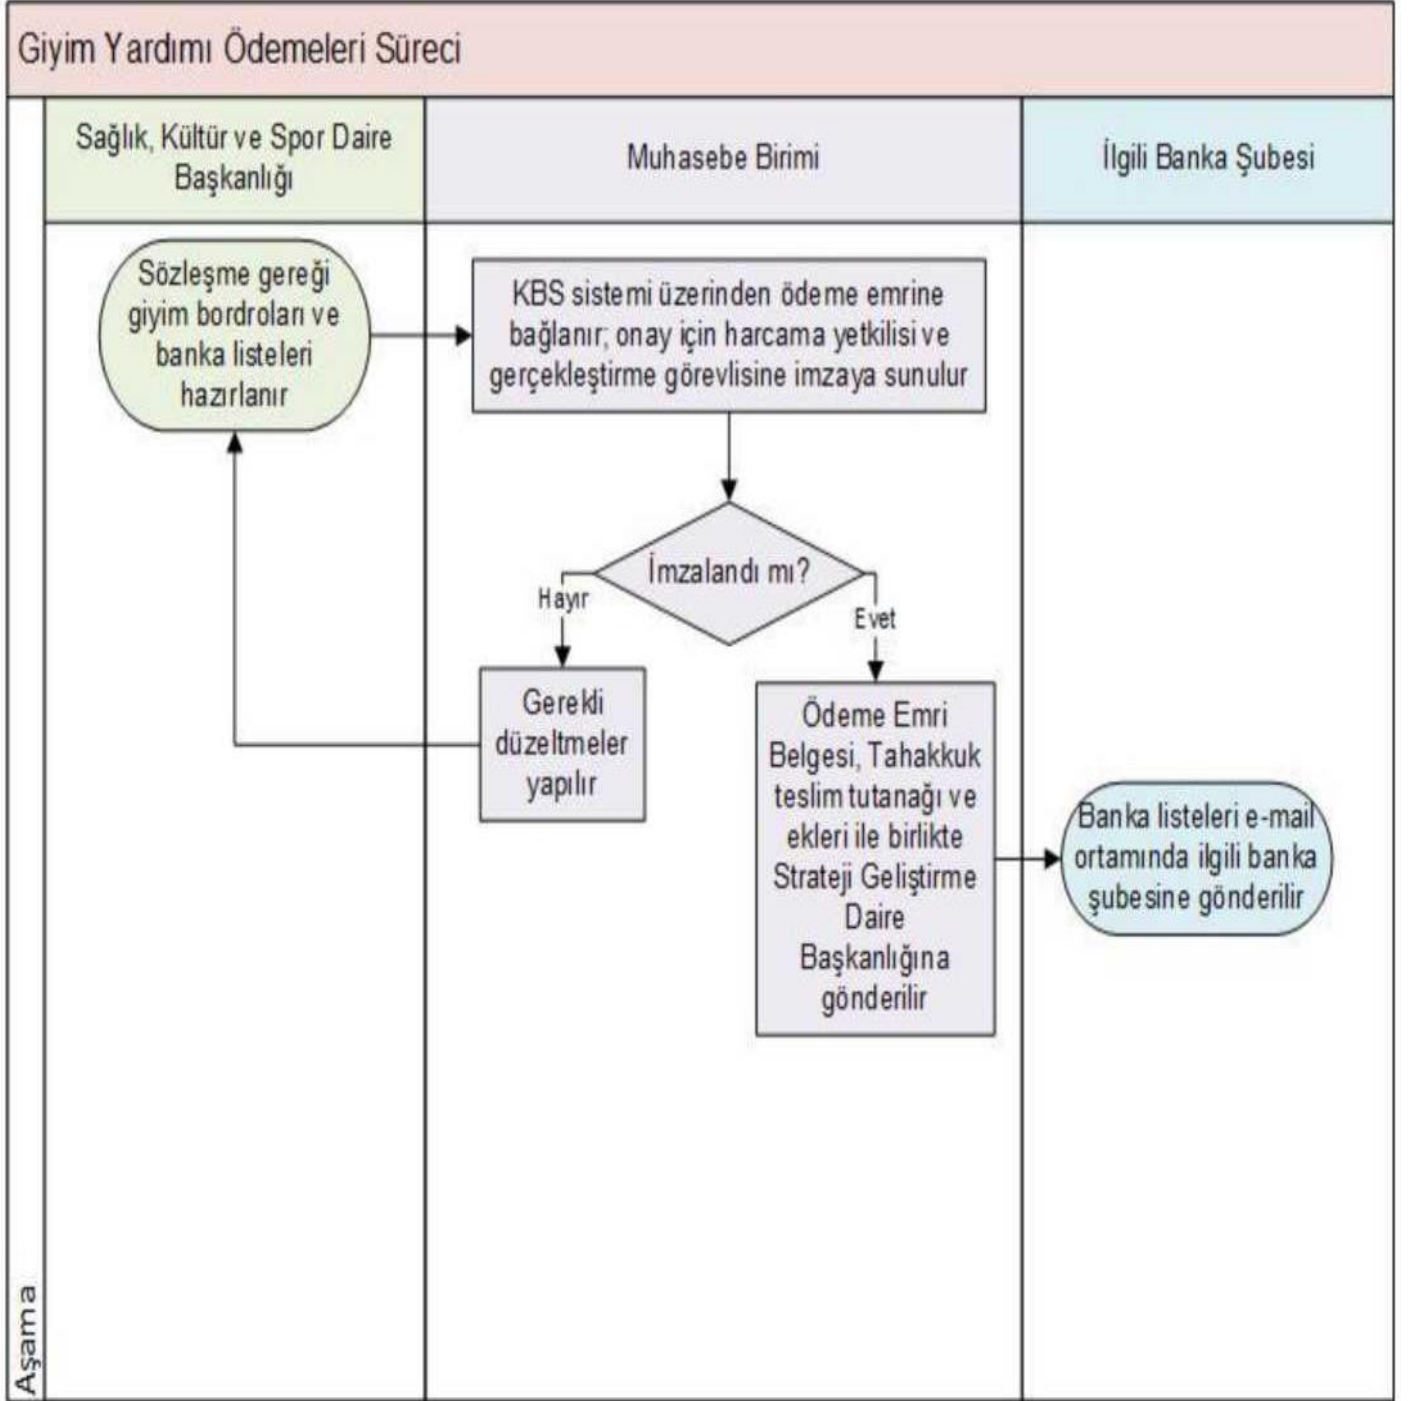 Giyim Yardımı Ödemeleri Süreci
Sağlık, Kültür ve Spor Daire
Başkanlığı
Muhasebe Birimi
İlgili Banka Şubesi
Sözleşme gereği
giyim bordroları ve
banka listeleri
hazırlanır
KBS sistemi üzerinden ödeme emrine
bağlanır; onay için harcama yetkilisi ve
gerçekleştirme görevlisine imzaya sunulur
İmzalandı mı?
Hayır
Evet
Gerekli
düzeltmeler
yapılır
Ödeme Emri
Belgesi, Tahakkuk
teslim tutanağı ve
ekleri ile birlikte
Strateji Geliştirme
Daire
Başkanlığına
gönderilir
Banka listeleri e-mail
ortamında ilgili banka
şubesine gönderilir
Aşama